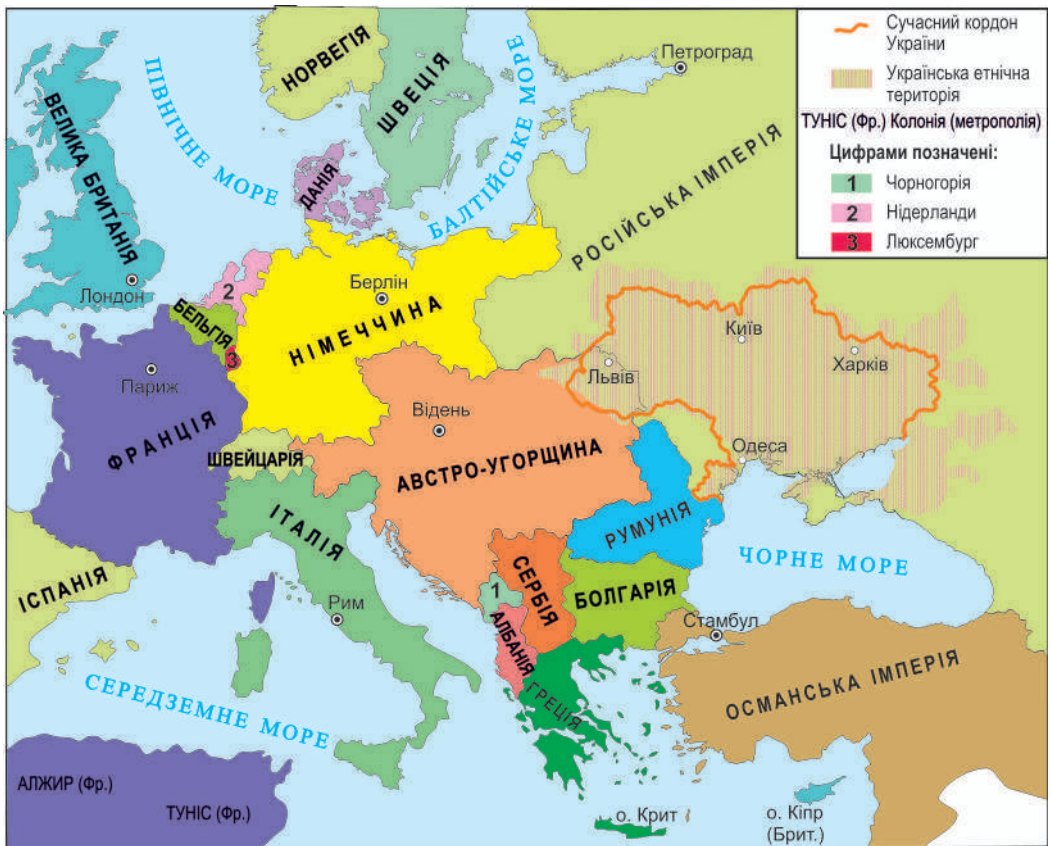 Сучасний кордон
України
Українська етнічна
територія
ТУНІС (Фр.) Колонія (метрополія)
Цифрами позначені:
1 Чорногорія
2 Нідерланди
3 Люксембург
НОРВЕГІЯ
ШВЕЦІЯ
Петроград
ПІВНІЧНЕ МОРЕ
ВЕЛИКА БРИТАНІЯ
ДАНІЯ
БАЛТІЙСЬКЕ МОРЕ
РОСІЙСЬКА ІМПЕРІЯ
Лондон
2
Берлін
БЕЛЬГІЯ
НІМЕЧЧИНА
3
Київ
Харків
Львів
Париж
ФРАНЦІЯ
Відень
ШВЕЙЦАРІЯ
АВСТРО-УГОРЩИНА
Одеса
ІТАЛІЯ
РУМУНІЯ
ЧОРНЕ МОРЕ
ІСПАНІЯ
СЕРБІЯ
1
БОЛГАРІЯ
Рим
АЛБАНІЯ
Стамбул
ГРЕЦІЯ
ОСМАНСЬКА ІМПЕРІЯ
СЕРЕДЗЕМНЕ МОРЕ
АЛЖИР (Фр.)
ТУНІС (Фр.)
о. Крит
о. Кіпр
(Брит.)